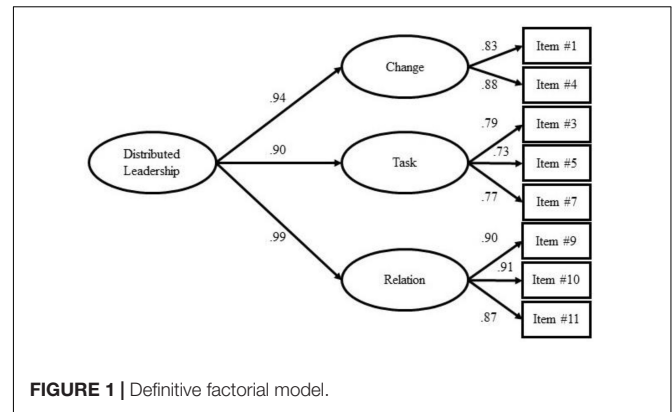 .83
Item #1
Change
.88
Item #4
.94
.79
Item #3
Distributed
Leadership
.90
Task
.73
Item #5
.77
Item #7
.99
.90
Item #9
Relation
.91
Item #10
.87
Item #11
FIGURE 1 | Definitive factorial model.